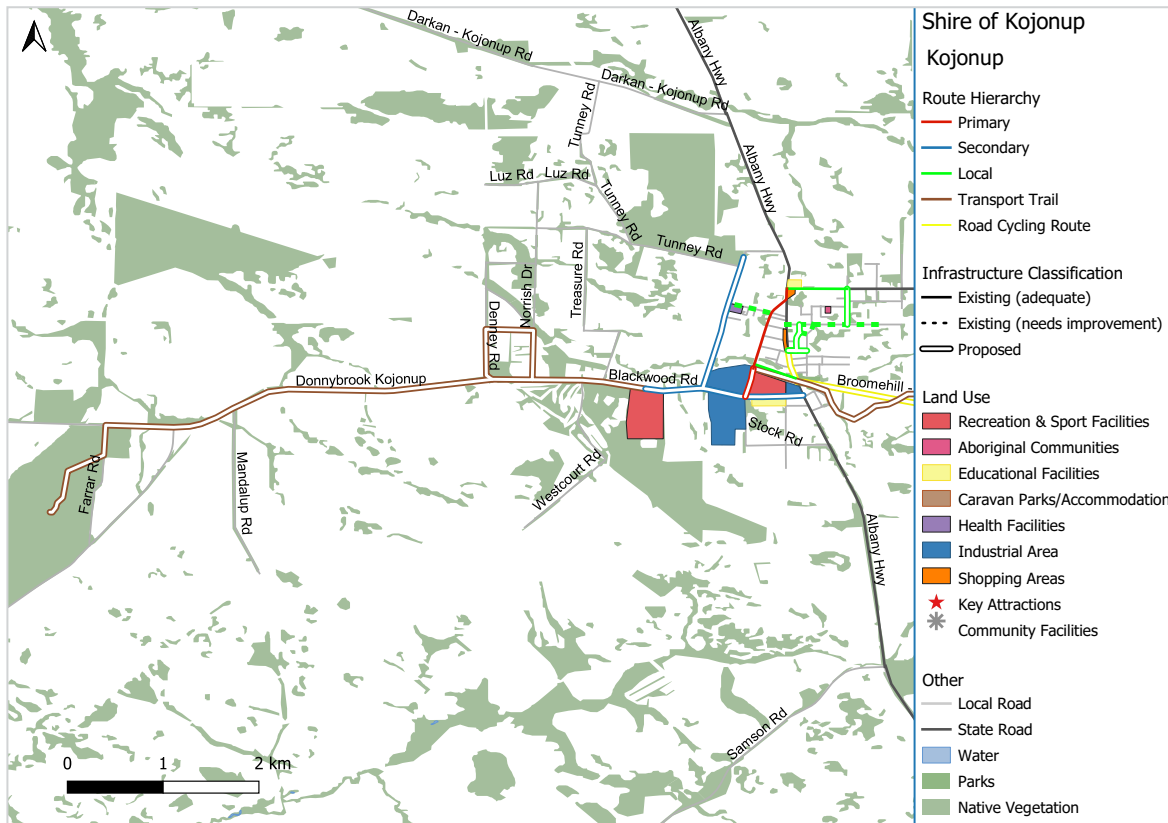 Shire of Kojonup
Kojonup
Route Hierarchy
Primary
Secondary
Local
Transport Trail
Road Cycling Route
Infrastructure Classification
Existing (adequate)
Existing (needs improvement)
Proposed
Land Use
Recreation & Sport Facilities
Aboriginal Communities
Educational Facilities
Caravan Parks/Accommodation
Health Facilities
Industrial Area
Shopping Areas
Key Attractions
Community Facilities
Other
Local Road
State Road
Water
Parks
Native Vegetation
Darkan - Kojonup Rd
Albany Hwy
Darkan - Kojonup Rd
Tunney Rd
Albany Hwy
Luz Rd
Luz Rd
Tunney Rd
Tunney Rd
Treasure Rd
Norrish Dr
Denney Rd
Donnybrook Kojonup
Blackwood Rd
Broomehill -
Stock Rd
Westcourt Rd
Farrar Rd
Mandalup Rd
Albany Hwy
Samson Rd
0 1 2 km